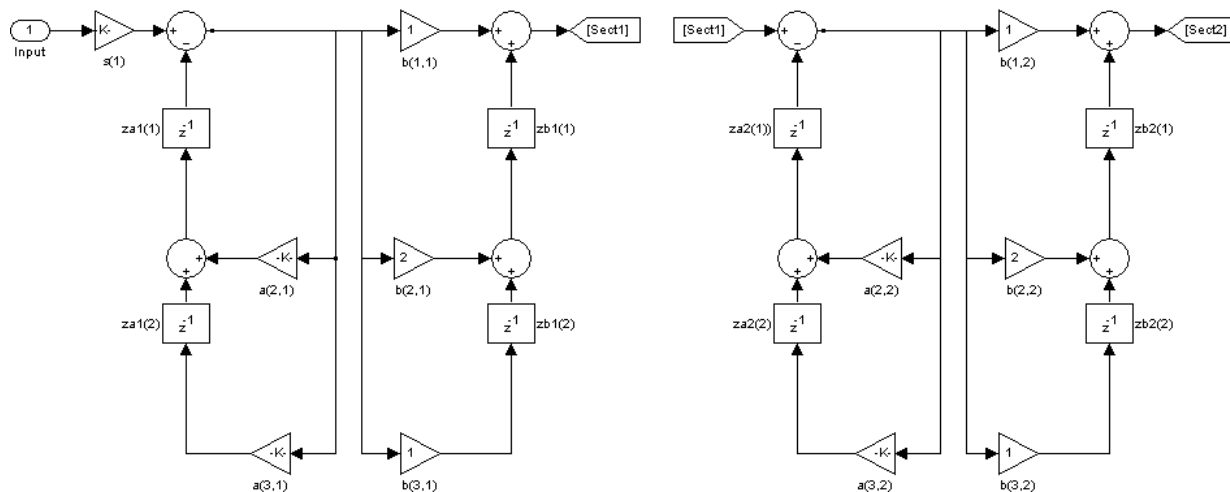 1
Input
K-
s(1)
+
−
1
b(1,1)
+
+
[Sect1]
za1(1)
z-1
zb1(1)
z-1
+
+
-K-
a(2,1)
2
b(2,1)
+
+
za1(2)
z-1
zb1(2)
z-1
-K-
a(3,1)
1
b(3,1)
[Sect1]
+
−
1
b(1,2)
+
+
[Sect2]
za2(1))
z-1
zb2(1)
z-1
+
+
-K-
a(2,2)
2
b(2,2)
+
+
za2(2)
z-1
zb2(2)
z-1
-K-
a(3,2)
1
b(3,2)